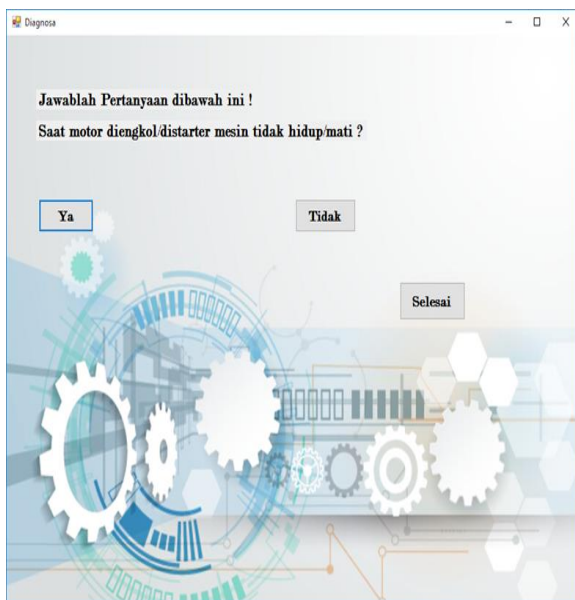 Diagnosa
Jawablah Pertanyaan dibawah ini !
Saat motor diengkol/distarter mesin tidak hidup/mati ?
Ya
Tidak
Selesai